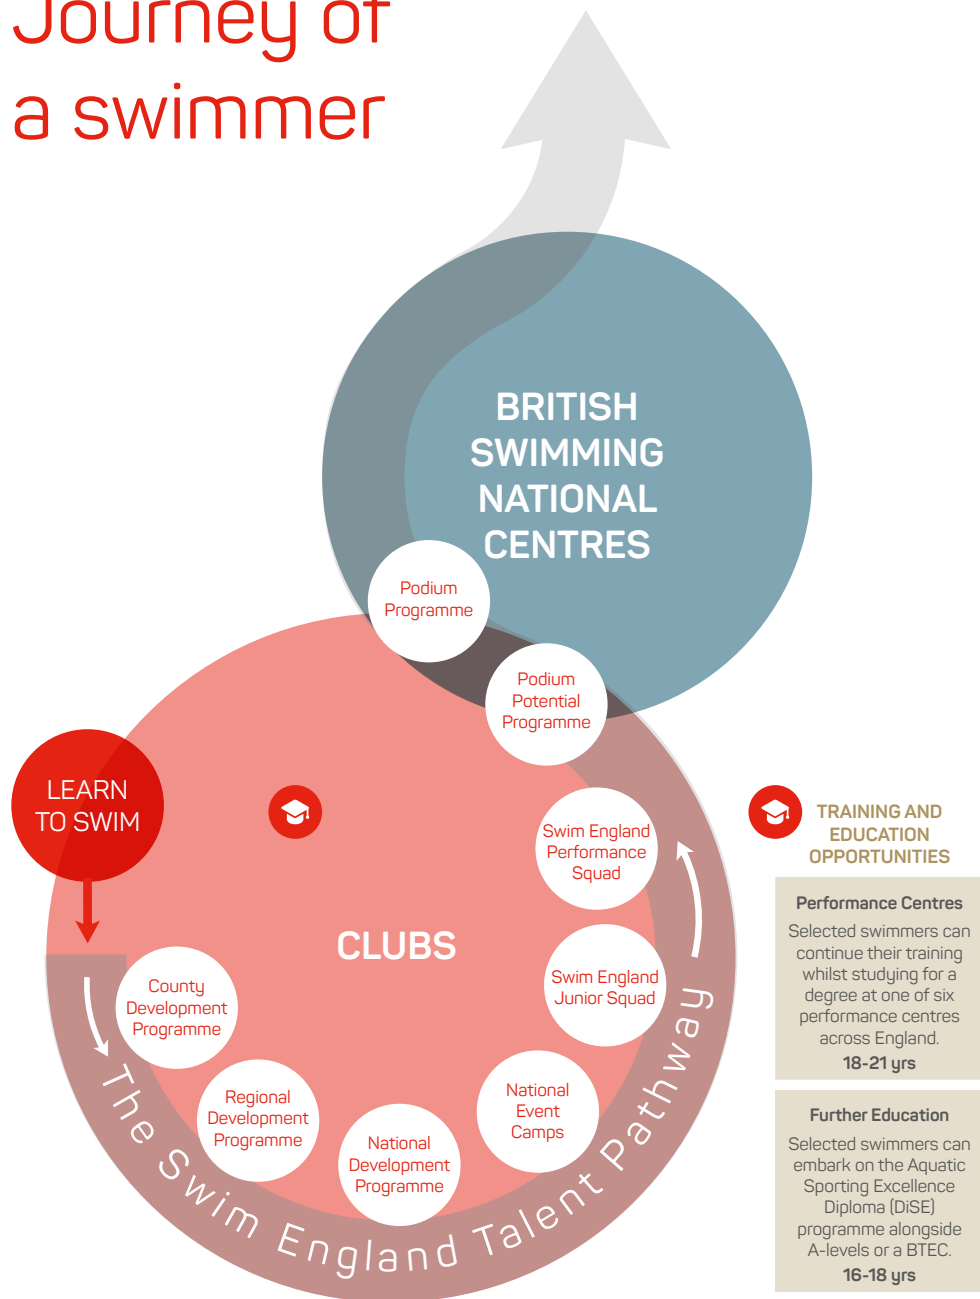 Journey of
a swimmer
BRITISH
SWIMMING
NATIONAL
CENTRES
Podium
Programme
Podium
Potential
Programme
LEARN
TO SWIM
CLUBS
Swim England
Performance
Squad
Swim England
Junior Squad
National
Event
Camps
National
Development
Programme
Regional
Development
Programme
County
Development
Programme
The Swim England Talent Pathway
TRAINING AND
EDUCATION
OPPORTUNITIES
Performance Centres
Selected swimmers can
continue their training
whilst studying for a
degree at one of six
performance centres
across England.
18-21 yrs
Further Education
Selected swimmers can
embark on the Aquatic
Sporting Excellence
Diploma (DiSE)
programme alongside
A-levels or a BTEC.
16-18 yrs